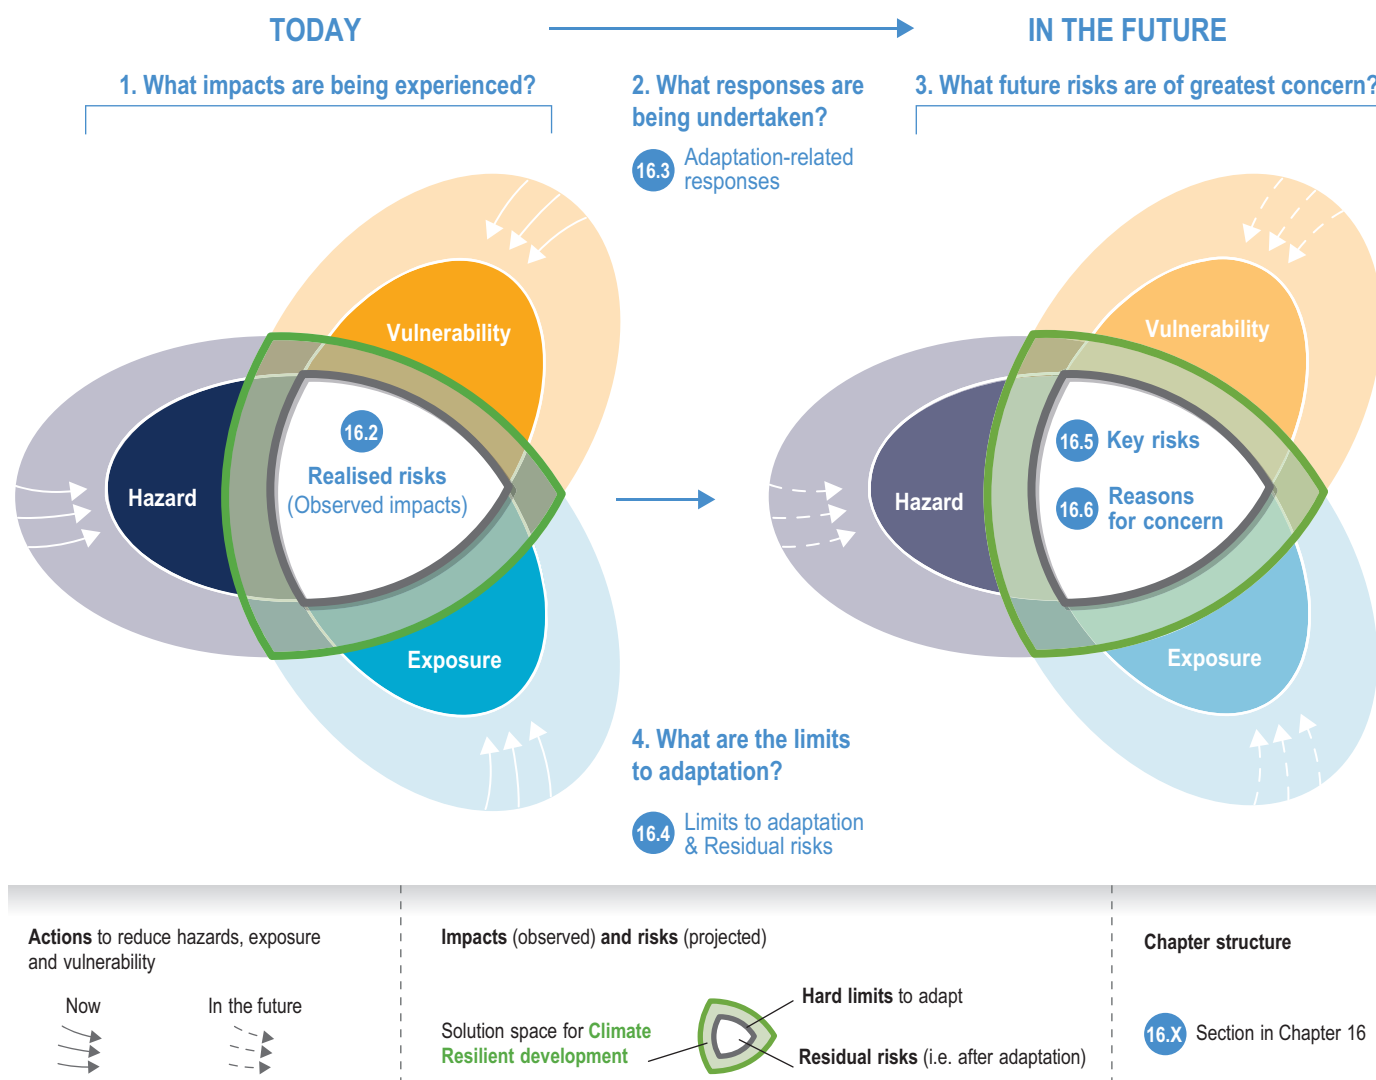 TODAY
IN THE FUTURE
1. What impacts are being experienced?
2. What responses are
being undertaken?
3. What future risks are of greatest concern?
16.3
Adaptation-related
responses
Vulnerability
Hazard
Exposure
16.2
Realised risks
(Observed impacts)
Vulnerability
Hazard
Exposure
16.5
Key risks
16.6
Reasons
for concern
4. What are the limits
to adaptation?
16.4
Limits to adaptation
& Residual risks
Actions to reduce hazards, exposure
and vulnerability
Now
In the future
Impacts (observed) and risks (projected)
Solution space for Climate
Resilient development
Hard limits to adapt
Residual risks (i.e. after adaptation)
Chapter structure
16.X
Section in Chapter 16